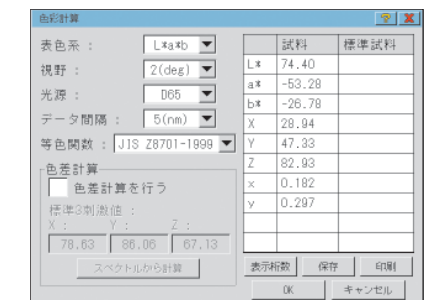 色彩計算
表色系 : L*a*b
視野 : 2(deg)
光源 : D65
データ間隔 : 5(nm)
等色関数 : JIS Z8701-1999
色差計算
色差計算を行う
標準3刺激値 :
X : Y : Z :
78.63 86.06 67.13
スペクトルから計算
試料 標準試料
L* 74.40
a* -53.28
b* -26.78
X 28.94
Y 47.33
Z 82.93
x 0.182
y 0.297
表示桁数 保存 印刷
OK キャンセル